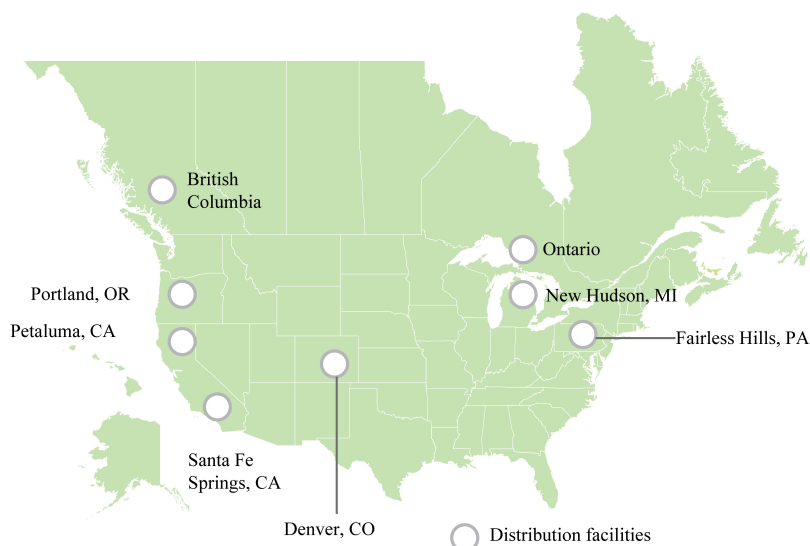 British
Columbia
Ontario
Portland, OR
New Hudson, MI
Petaluma, CA
Fairless Hills, PA
Santa Fe
Springs, CA
Denver, CO
Distribution facilities